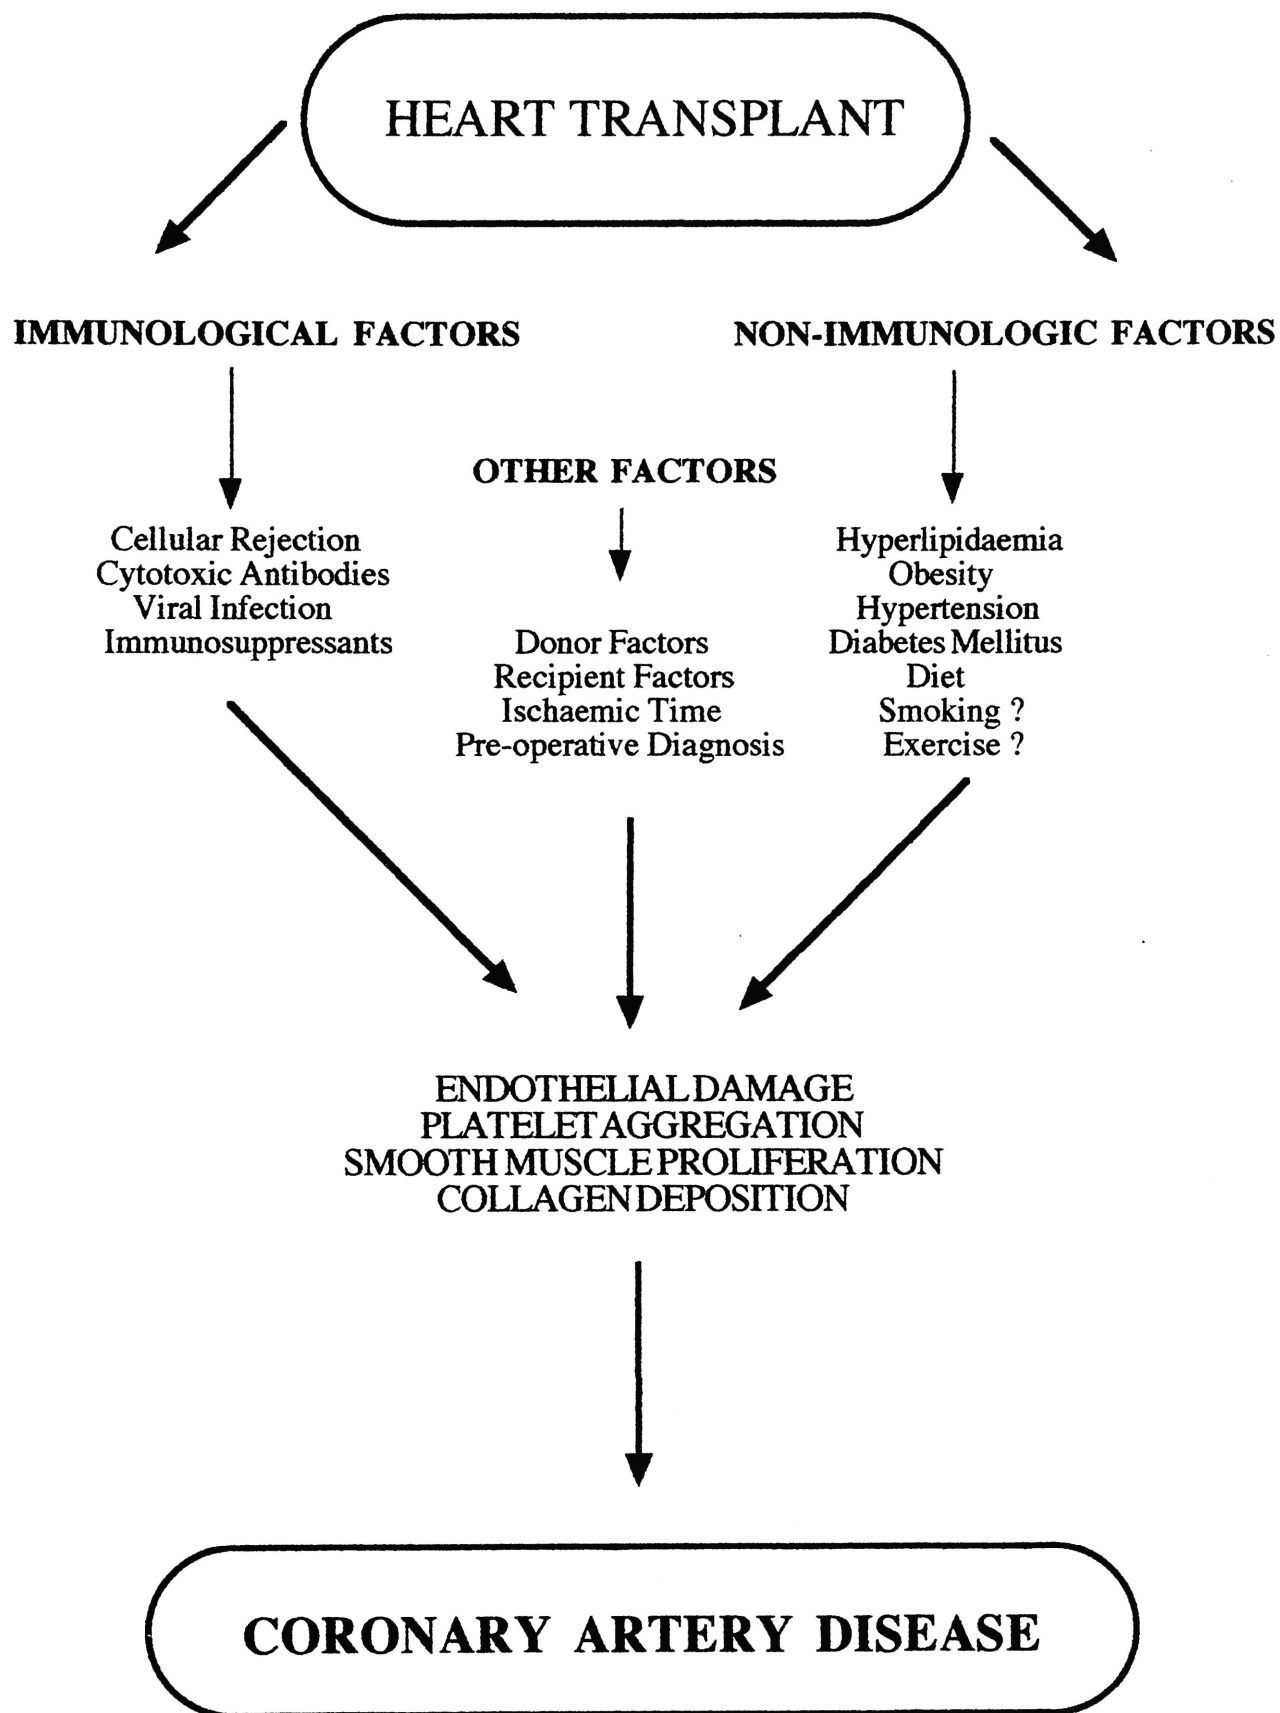 HEART TRANSPLANT
IMMUNOLOGICAL FACTORS
NON-IMMUNOLOGIC FACTORS
OTHER FACTORS
Cellular Rejection
Cytotoxic Antibodies
Viral Infection
Immunosuppressants
Donor Factors
Recipient Factors
Ischaemic Time
Pre-operative Diagnosis
Hyperlipidaemia
Obesity
Hypertension
Diabetes Mellitus
Diet
Smoking ?
Exercise ?
ENDOTHELIAL DAMAGE
PLATELET AGGREGATION
SMOOTH MUSCLE PROLIFERATION
COLLAGEN DEPOSITION
CORONARY ARTERY DISEASE